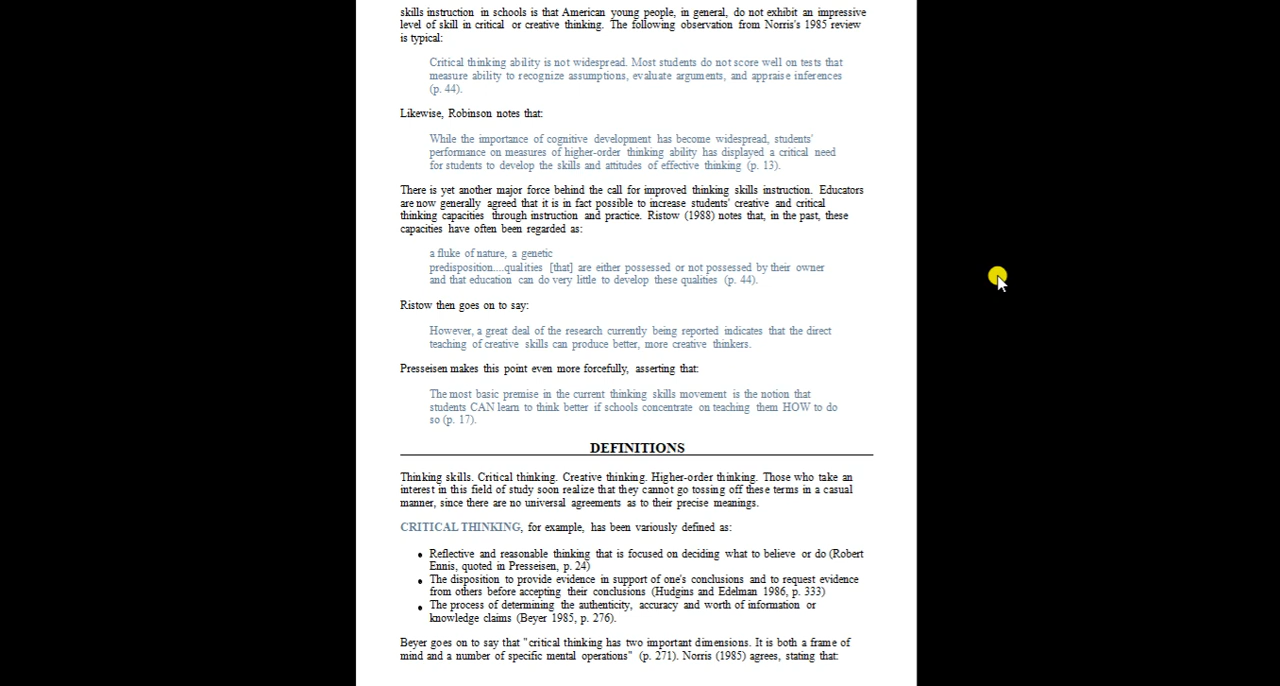 skills instruction in schools is that American young people, in general, do not exhibit an impressive
level of skill in critical or creative thinking. The following observation from Norris's 1985 review
is typical:
Critical thinking ability is not widespread. Most students do not score well on tests that
measure ability to recognize assumptions, evaluate arguments, and appraise inferences
(p. 44).
Likewise, Robinson notes that:
While the importance of cognitive development has become widespread, students'
performance on measures of higher-order thinking ability has displayed a critical need
for students to develop the skills and attitudes of effective thinking (p. 13).
There is yet another major force behind the call for improved thinking skills instruction. Educators
are now generally agreed that it is in fact possible to increase students' creative and critical
thinking capacities through instruction and practice. Ristow (1988) notes that, in the past, these
capacities have often been regarded as:
a fluke of nature, a genetic
predisposition....qualities [that] are either possessed or not possessed by their owner
and that education can do very little to develop these qualities (p. 44).
Ristow then goes on to say:
However, a great deal of the research currently being reported indicates that the direct
teaching of creative skills can produce better, more creative thinkers.
Presseisen makes this point even more forcefully, asserting that:
The most basic premise in the current thinking skills movement is the notion that
students CAN learn to think better if schools concentrate on teaching them HOW to do
so (p. 17).
DEFINITIONS
Thinking skills. Critical thinking. Creative thinking. Higher-order thinking. Those who take an
interest in this field of study soon realize that they cannot go tossing off these terms in a casual
manner, since there are no universal agreements as to their precise meanings.
CRITICAL THINKING, for example, has been variously defined as:
• Reflective and reasonable thinking that is focused on deciding what to believe or do (Robert
Ennis, quoted in Presseisen, p. 24)
• The disposition to provide evidence in support of one's conclusions and to request evidence
from others before accepting their conclusions (Hudgins and Edelman 1986, p. 333)
• The process of determining the authenticity, accuracy and worth of information or
knowledge claims (Beyer 1985, p. 276).
Beyer goes on to say that "critical thinking has two important dimensions. It is both a frame of
mind and a number of specific mental operations" (p. 271). Norris (1985) agrees, stating that: